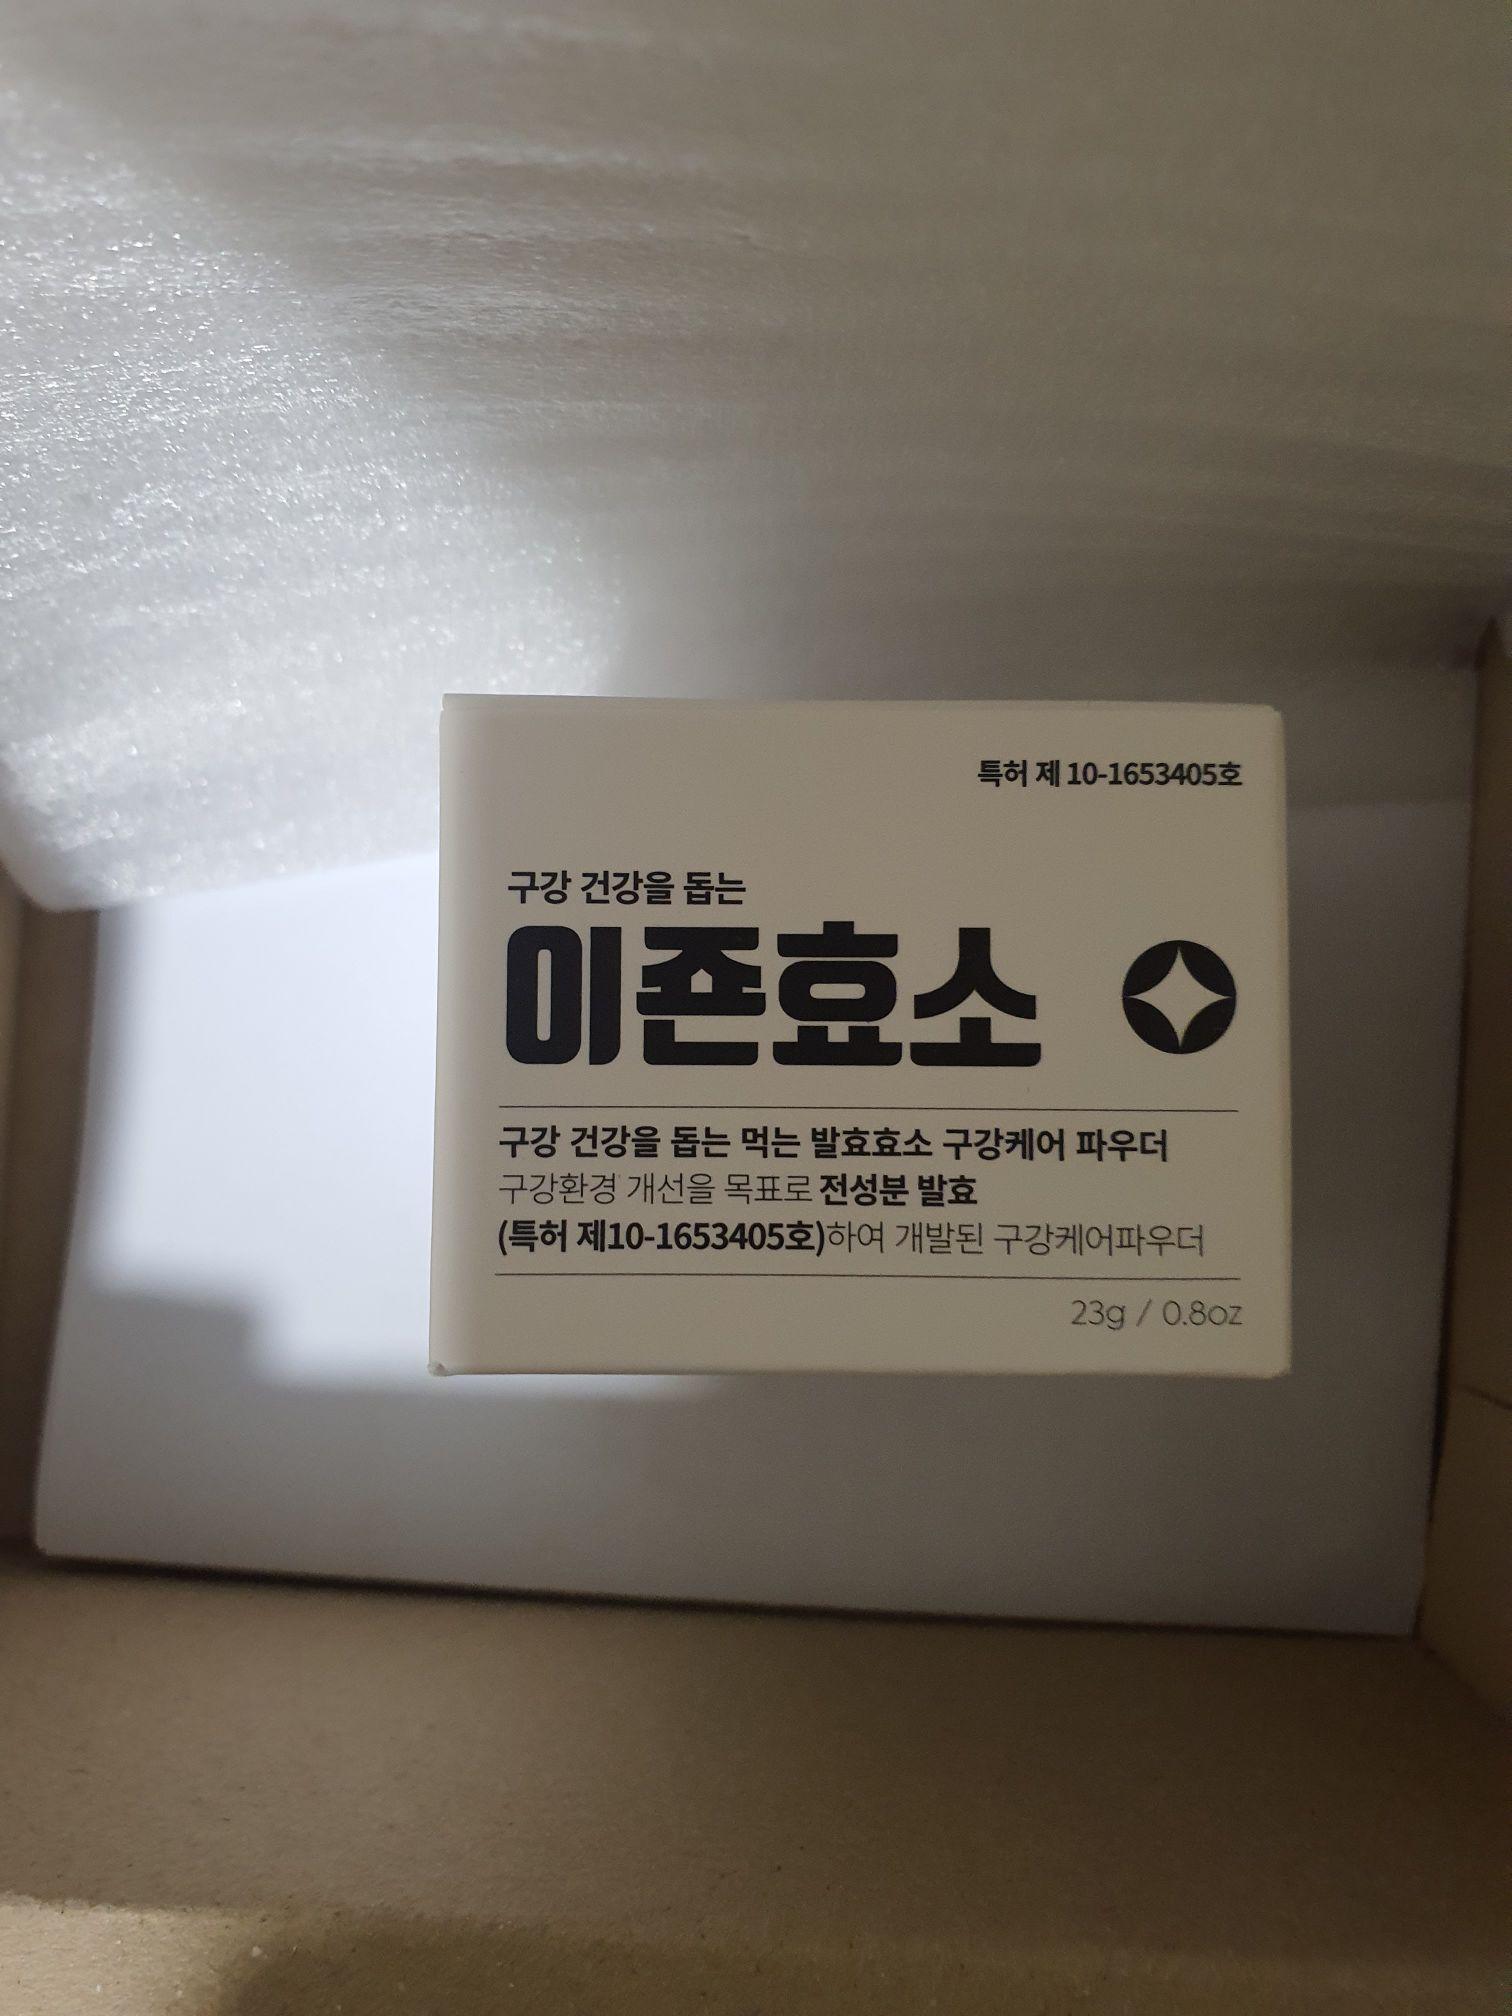 특허 제 10-1653405호
구강 건강을 돕는
이죤효소
구강 건강을 돕는 먹는 발효효소 구강케어 파우더
구강환경 개선을 목표로 전성분 발효
(특허 제10-1653405호)하여 개발된 구강케어파우더
23g / 0.8oz